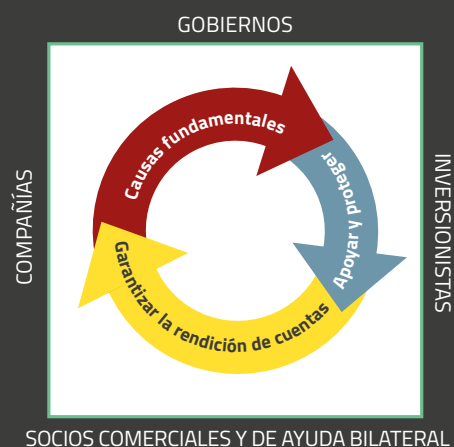 GOBIERNOS
COMPAÑÍAS
Causas fundamentales
Apoyar y proteger
Garantizar la rendición de cuentas
INVERSIONISTAS
SOCIOS COMERCIALES Y DE AYUDA BILATERAL